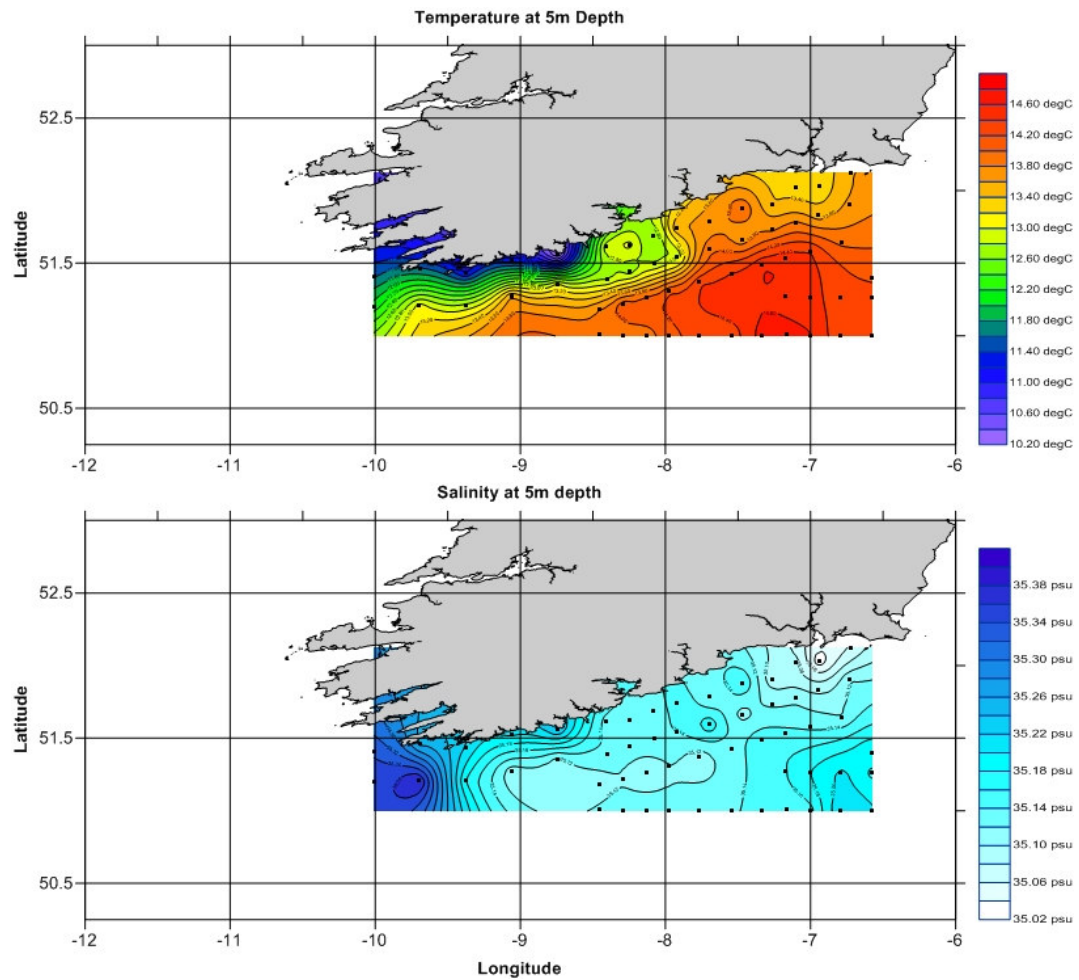 Temperature at 5m Depth
52.5
51.5
50.5
Latitude
-12
-11
-10
-9
-8
-7
-6
14.60 degC
14.20 degC
13.80 degC
13.40 degC
13.00 degC
12.60 degC
12.20 degC
11.80 degC
11.40 degC
11.00 degC
10.60 degC
10.20 degC
Salinity at 5m depth
52.5
51.5
50.5
Latitude
-12
-11
-10
-9
-8
-7
-6
Longitude
35.38 psu
35.34 psu
35.30 psu
35.26 psu
35.22 psu
35.18 psu
35.14 psu
35.10 psu
35.06 psu
35.02 psu